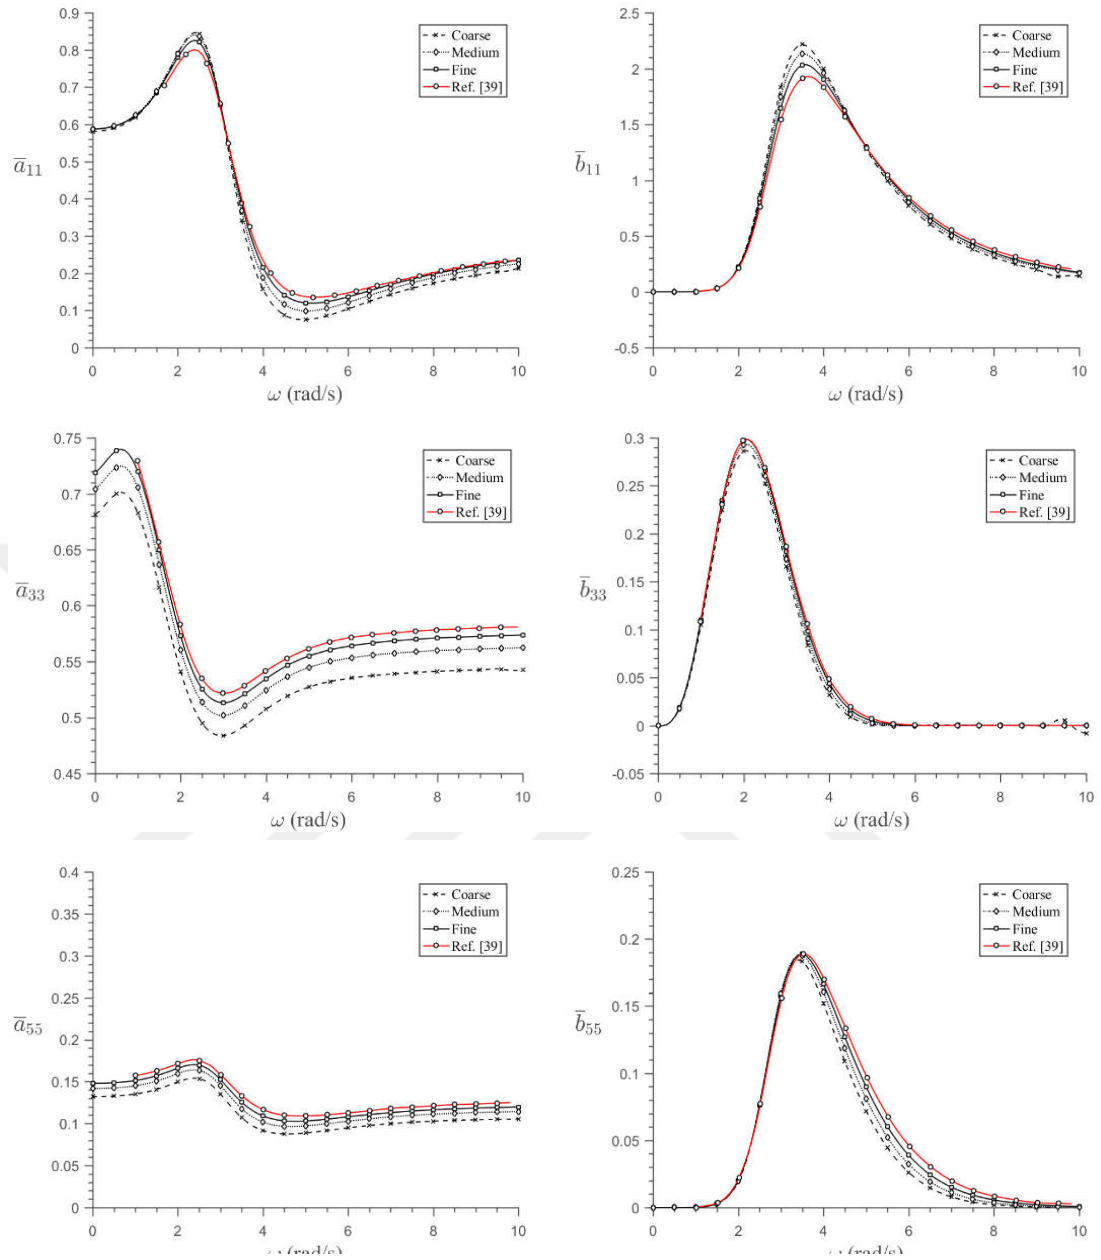 0.9
0.8
0.7
0.6
0.5
0.4
0.3
0.2
0.1
0
a̅11
Coarse
Medium
Fine
Ref. [39]
0 2 4 6 8 10
ω (rad/s)
2.5
2
1.5
1
0.5
0
-0.5
b̅11
Coarse
Medium
Fine
Ref. [39]
0 2 4 6 8 10
ω (rad/s)
0.75
0.7
0.65
0.6
0.55
0.5
0.45
a̅33
Coarse
Medium
Fine
Ref. [39]
0 2 4 6 8 10
ω (rad/s)
0.3
0.25
0.2
0.15
0.1
0.05
0
-0.05
b̅33
Coarse
Medium
Fine
Ref. [39]
0 2 4 6 8 10
ω (rad/s)
0.4
0.35
0.3
0.25
0.2
0.15
0.1
0.05
0
a̅55
Coarse
Medium
Fine
Ref. [39]
0 2 4 6 8 10
ω (rad/s)
0.25
0.2
0.15
0.1
0.05
0
b̅55
Coarse
Medium
Fine
Ref. [39]
0 2 4 6 8 10
ω (rad/s)